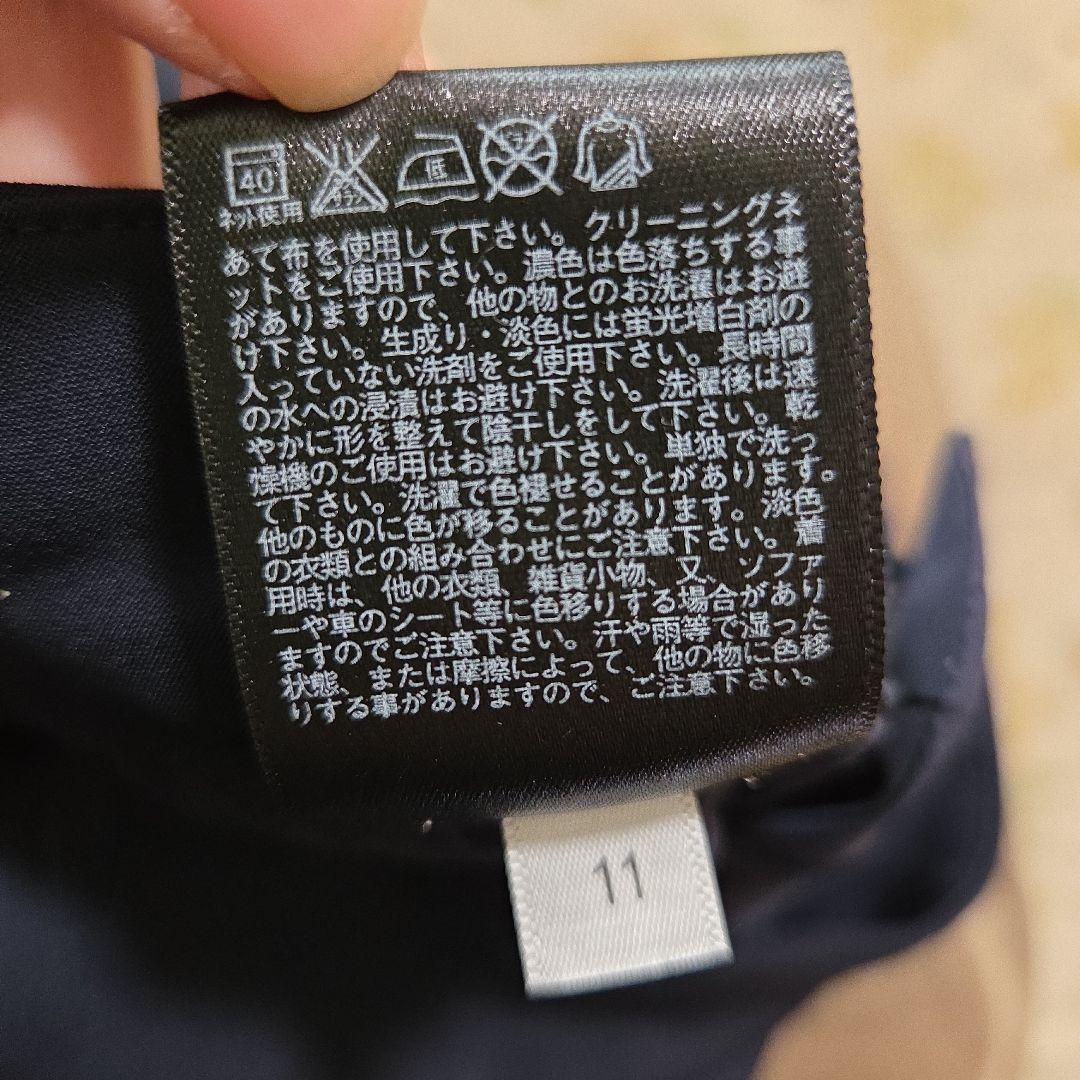 40
ネット使用
エンソ
サラシ
低
あて布を使用して下さい。クリーニングネ
ットをご使用下さい。濃色は色落ちする事
がありますので、他の物とのお洗濯はお避
け下さい。生成り・淡色には蛍光増白剤の
入っていない洗剤をご使用下さい。長時間
の水への浸漬はお避け下さい。洗濯後は速
やかに形を整えて陰干しをして下さい。乾
燥機のご使用はお避け下さい。単独で洗っ
て下さい。洗濯で色褪せることがあります。
他のものに色が移ることがあります。淡色
の衣類との組み合わせにご注意下さい。着
用時は、他の衣類、雑貨小物、又、ソファ
ーや車のシート等に色移りする場合があり
ますのでご注意下さい。汗や雨等で湿った
状態、または摩擦によって、他の物に色移
りする事がありますので、ご注意下さい。
11